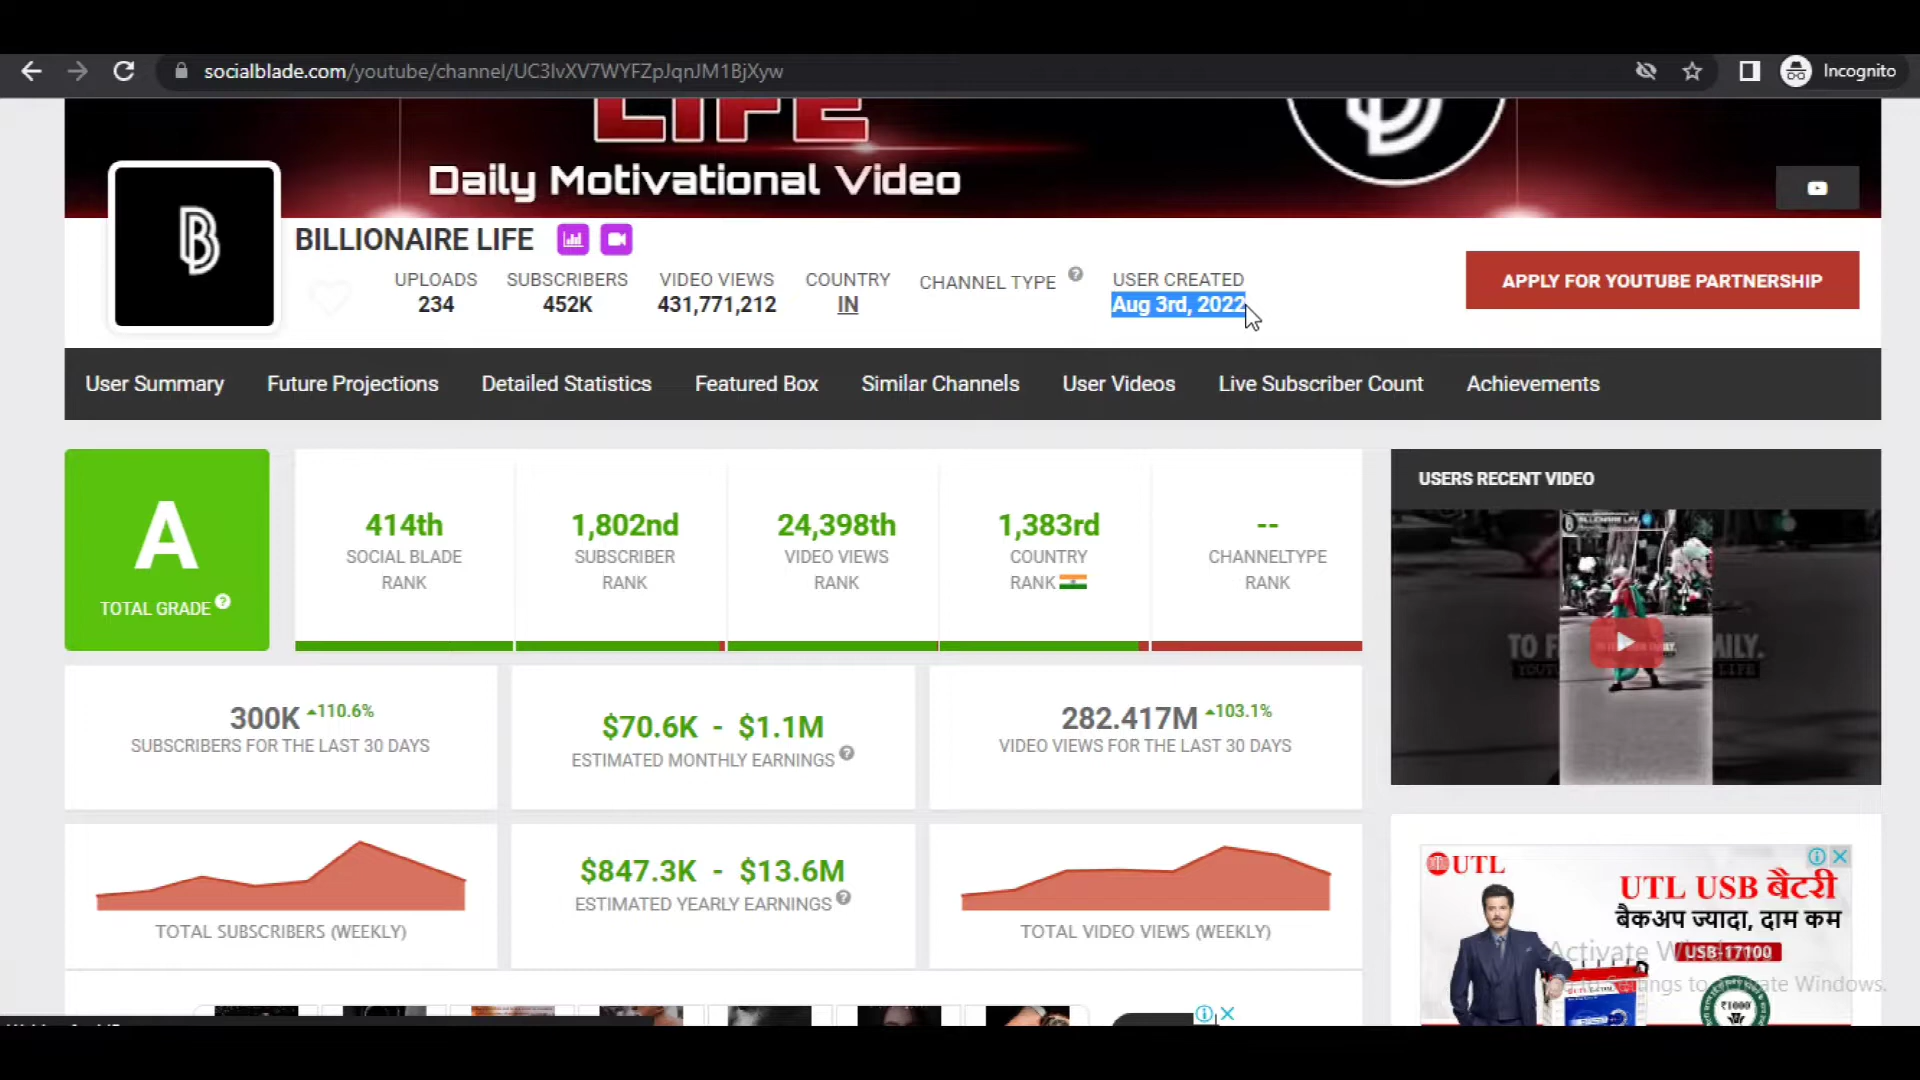 socialblade.com/youtube/channel/UC3lvXV7WYFZpJqnJM1BjXyw
Incognito
LIFE
Daily Motivational Video
B
BILLIONAIRE LIFE
UPLOADS
234
SUBSCRIBERS
452K
VIDEO VIEWS
431,771,212
COUNTRY
IN
CHANNEL TYPE
USER CREATED
Aug 3rd, 2022
APPLY FOR YOUTUBE PARTNERSHIP
User Summary
Future Projections
Detailed Statistics
Featured Box
Similar Channels
User Videos
Live Subscriber Count
Achievements
A
TOTAL GRADE
414th
SOCIAL BLADE
RANK
1,802nd
SUBSCRIBER
RANK
24,398th
VIDEO VIEWS
RANK
1,383rd
COUNTRY
RANK
--
CHANNELTYPE
RANK
USERS RECENT VIDEO
300K 110.6%
SUBSCRIBERS FOR THE LAST 30 DAYS
$70.6K - $1.1M
ESTIMATED MONTHLY EARNINGS
282.417M 103.1%
VIDEO VIEWS FOR THE LAST 30 DAYS
TOTAL SUBSCRIBERS (WEEKLY)
$847.3K - $13.6M
ESTIMATED YEARLY EARNINGS
TOTAL VIDEO VIEWS (WEEKLY)
UTL
UTL USB बैटरी
बैकअप ज्यादा, दाम कम
USB-17100
₹1000
Activate
Windows.